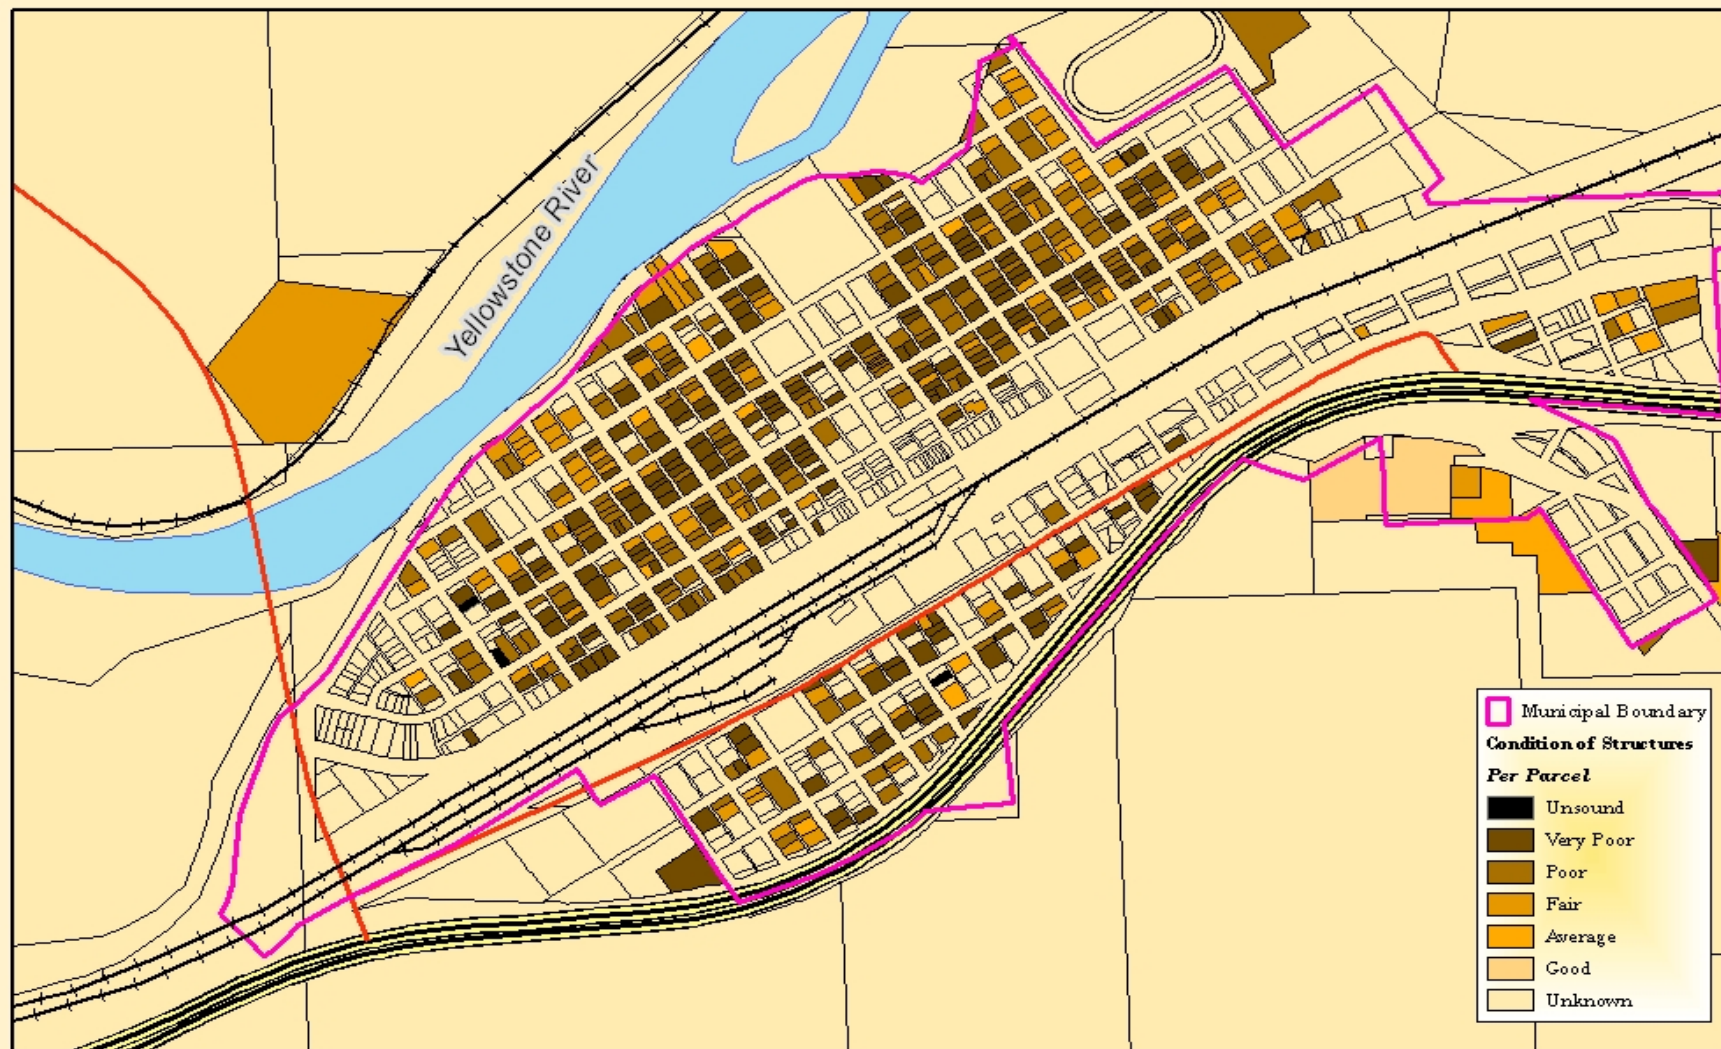 Yellowstone River
Municipal Boundary
Condition of Structures
Per Parcel
Unsound
Very Poor
Poor
Fair
Average
Good
Unknown